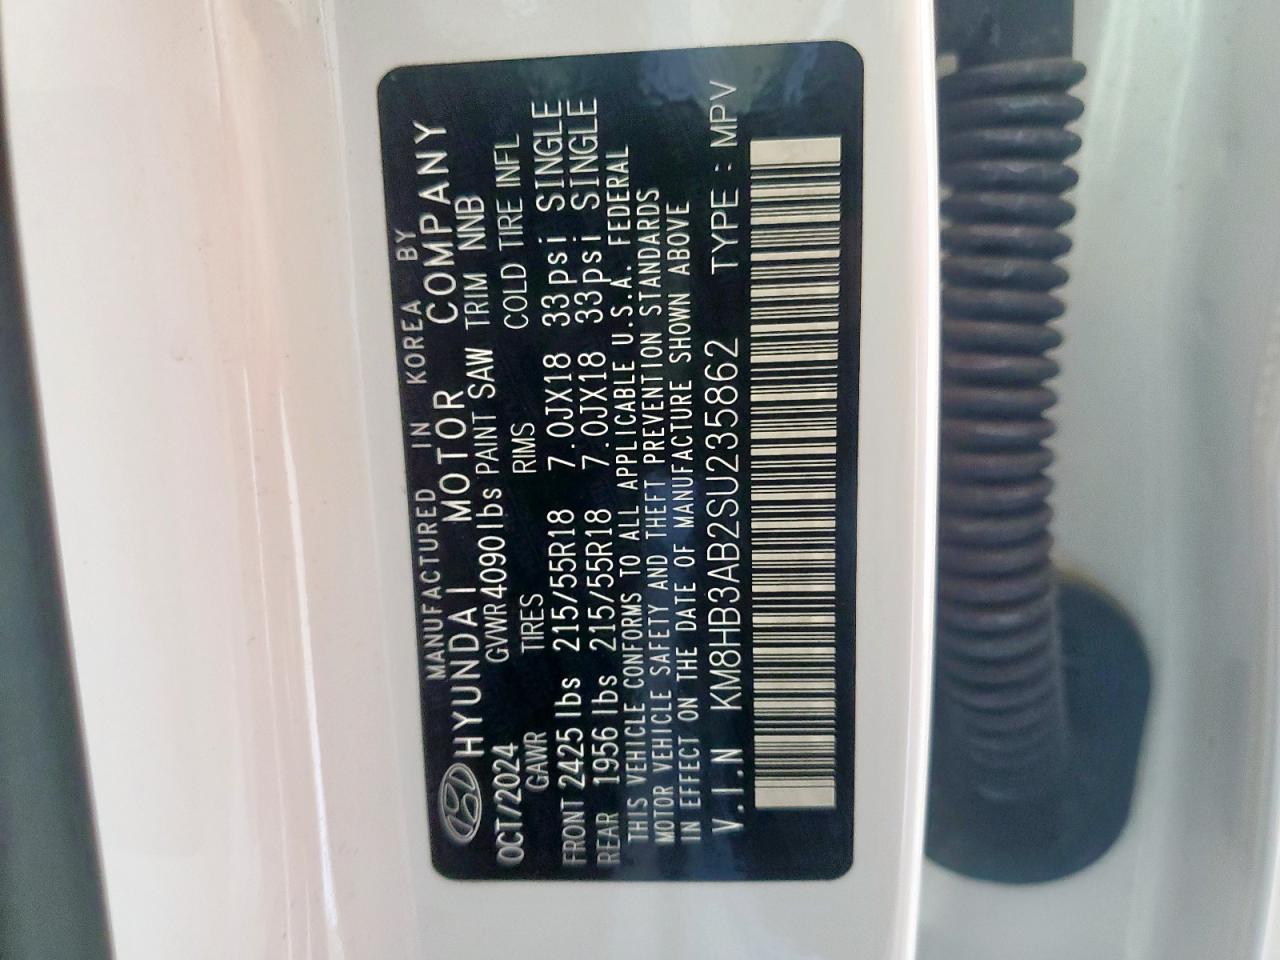 MANUFACTURED IN KOREA BY
HYUNDAI MOTOR COMPANY
OCT/2024 GVWR 4090lbs PAINT SAW TRIM NNB
GAWR TIRES RIMS COLD TIRE INFL
FRONT 2425 lbs 215/55R18 7.0JX18 33 psi SINGLE
REAR 1956 lbs 215/55R18 7.0JX18 33psi SINGLE
THIS VEHICLE CONFORMS TO ALL APPLICABLE U.S.A. FEDERAL
MOTOR VEHICLE SAFETY AND THEFT PREVENTION STANDARDS
IN EFFECT ON THE DATE OF MANUFACTURE SHOWN ABOVE
V.I.N KM8HB3AB2SU235862 TYPE : MPV